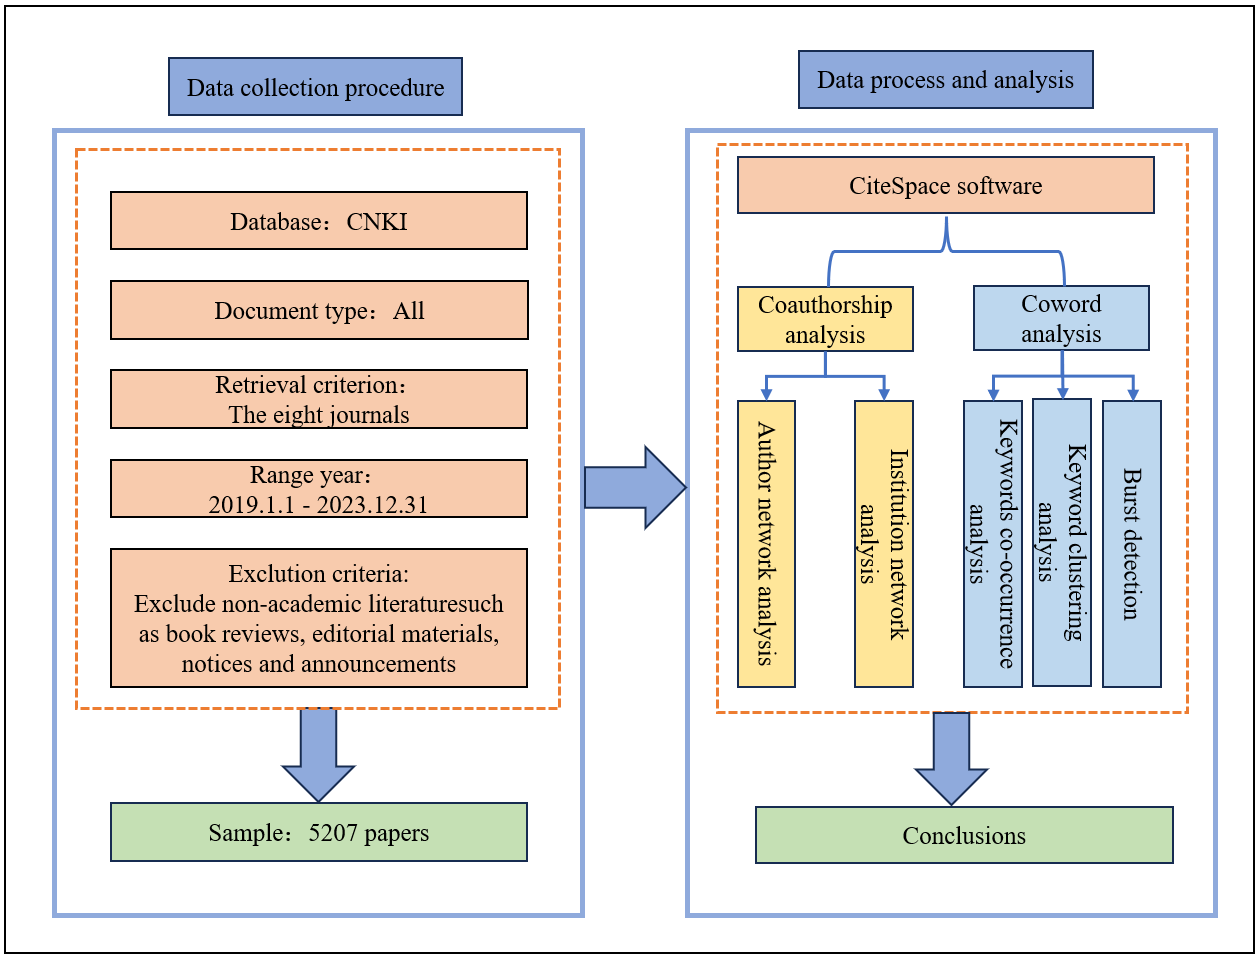 Data collection procedure
Database：CNKI
Document type：All
Retrieval criterion：
The eight journals
Range year：
2019.1.1 - 2023.12.31
Exclution criteria:
Exclude non-academic literaturesuch
as book reviews, editorial materials,
notices and announcements
Sample：5207 papers
Data process and analysis
CiteSpace software
Coauthorship
analysis
Coword
analysis
Author network analysis
Institution network
analysis
Keywords co-occurrence
analysis
Keyword clustering
analysis
Burst detection
Conclusions